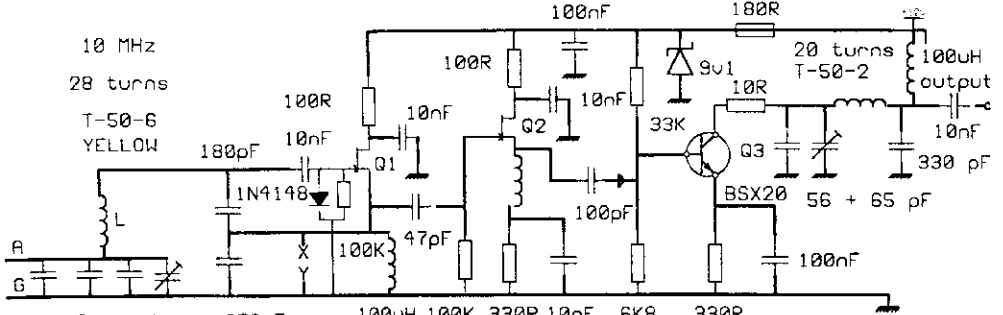 10 MHz
28 turns
T-50-6
YELLOW
100nF
180R
20 turns
T-50-2
100uH
output
100R
100R
9v1
10R
10nF
10nF
10nF
10nF
33K
10nF
Q2
Q3
180pF
Q1
330 pF
1N4148
BSX20
56 + 65 pF
L
100pF
X
Y
100K
47pF
100nF
A
G
100uH 100K 330R 10nF 6K8 330R